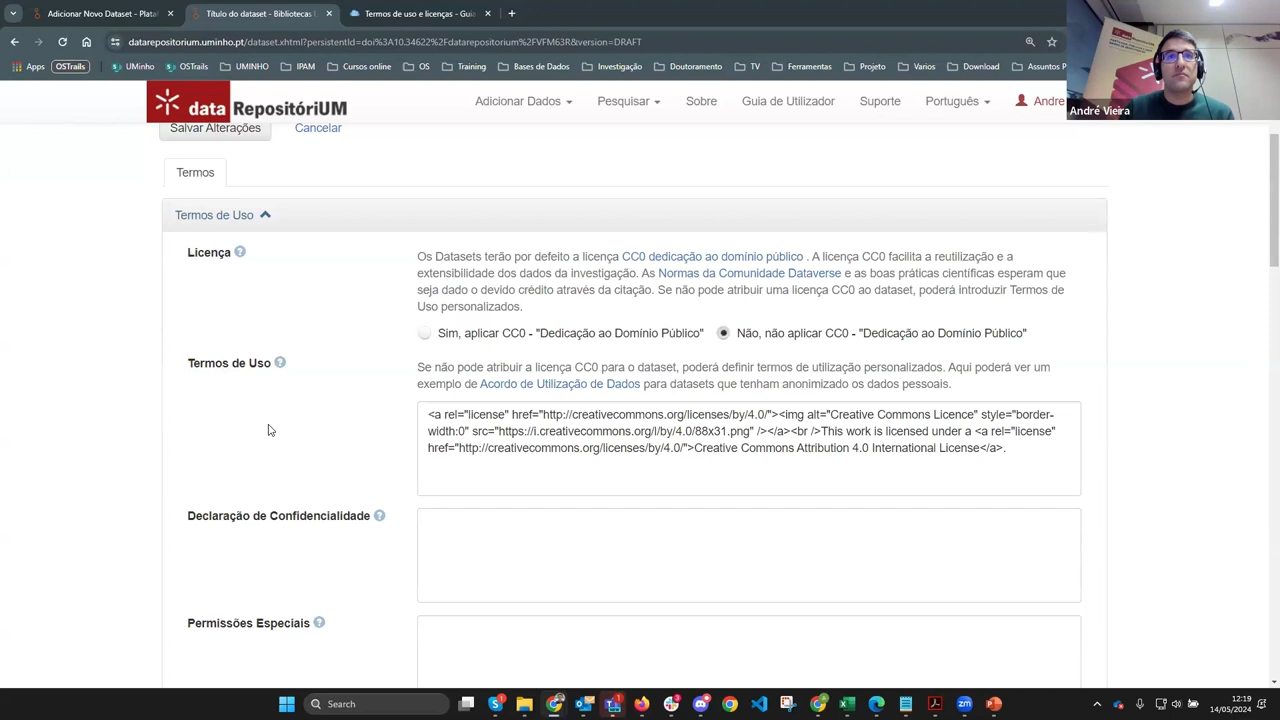 Adicionar Novo Dataset - Plat
Título do dataset - Bibliotecas
Termos de uso e licenças - Gui
datarepositorium.uminho.pt/dataset.xhtml?persistentId=doi%3A10.34622%2Fdatarepositorium%2FVFM63R&version=DRAFT
Apps
OSTrails
UMinho
OSTrails
UMINHO
IPAM
Cursos online
OS
Training
Bases de Dados
Investigação
Doutoramento
TV
Ferramentas
Projeto
Varios
Download
Assuntos P
André Vieira
data RepositóriUM
Adicionar Dados
Pesquisar
Sobre
Guia de Utilizador
Suporte
Português
Andre
Salvar Alterações
Cancelar
Termos
Termos de Uso
Licença
Os Datasets terão por defeito a licença CC0 dedicação ao domínio público . A licença CC0 facilita a reutilização e a
extensibilidade dos dados da investigação. As Normas da Comunidade Dataverse e as boas práticas científicas esperam que
seja dado o devido crédito através da citação. Se não pode atribuir uma licença CC0 ao dataset, poderá introduzir Termos de
Uso personalizados.
Sim, aplicar CC0 - "Dedicação ao Domínio Público"
Não, não aplicar CC0 - "Dedicação ao Domínio Público"
Termos de Uso
Se não pode atribuir a licença CC0 para o dataset, poderá definir termos de utilização personalizados. Aqui poderá ver um
exemplo de Acordo de Utilização de Dados para datasets que tenham anonimizado os dados pessoais.
<a rel="license" href="http://creativecommons.org/licenses/by/4.0/"><img alt="Creative Commons Licence" style="border-
width:0" src="https://i.creativecommons.org/l/by/4.0/88x31.png" /></a><br />This work is licensed under a <a rel="license"
href="http://creativecommons.org/licenses/by/4.0/">Creative Commons Attribution 4.0 International License</a>.
Declaração de Confidencialidade
Permissões Especiais
Search
12:19
14/05/2024